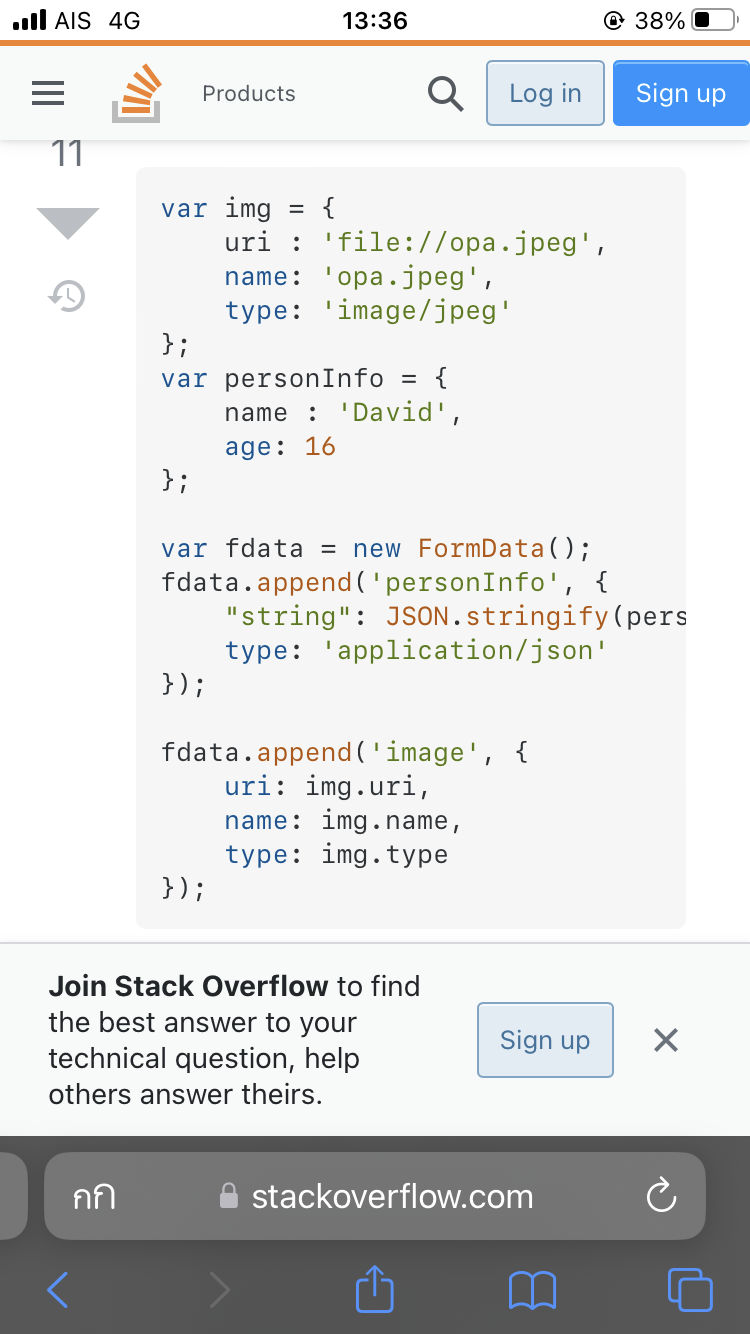 AIS 4G 13:36 38%
Products Log in Sign up
11
var img = {
    uri : 'file://opa.jpeg',
    name: 'opa.jpeg',
    type: 'image/jpeg'
};
var personInfo = {
    name : 'David',
    age: 16
};

var fdata = new FormData();
fdata.append('personInfo', {
    "string": JSON.stringify(pers
    type: 'application/json'
});

fdata.append('image', {
    uri: img.uri,
    name: img.name,
    type: img.type
});
Join Stack Overflow to find
the best answer to your
technical question, help
others answer theirs.
Sign up
กก stackoverflow.com